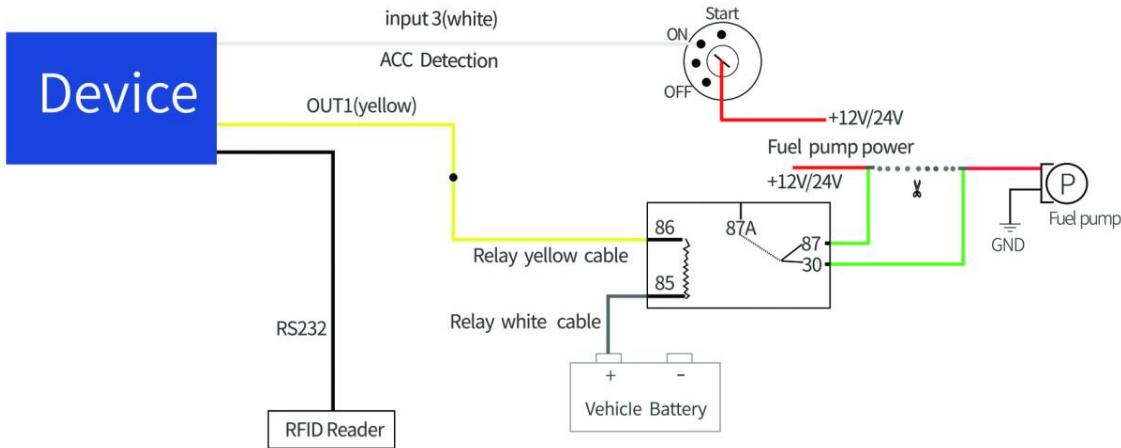 Start
input 3(white)
ON
ACC Detection
Device
OFF
OUT1(yellow)
+12V/24V
Fuel pump power
+12V/24V
P
Fuel pump
GND
86
87A
87
30
Relay yellow cable
85
Relay white cable
RS232
+ -
Vehicle Battery
RFID Reader